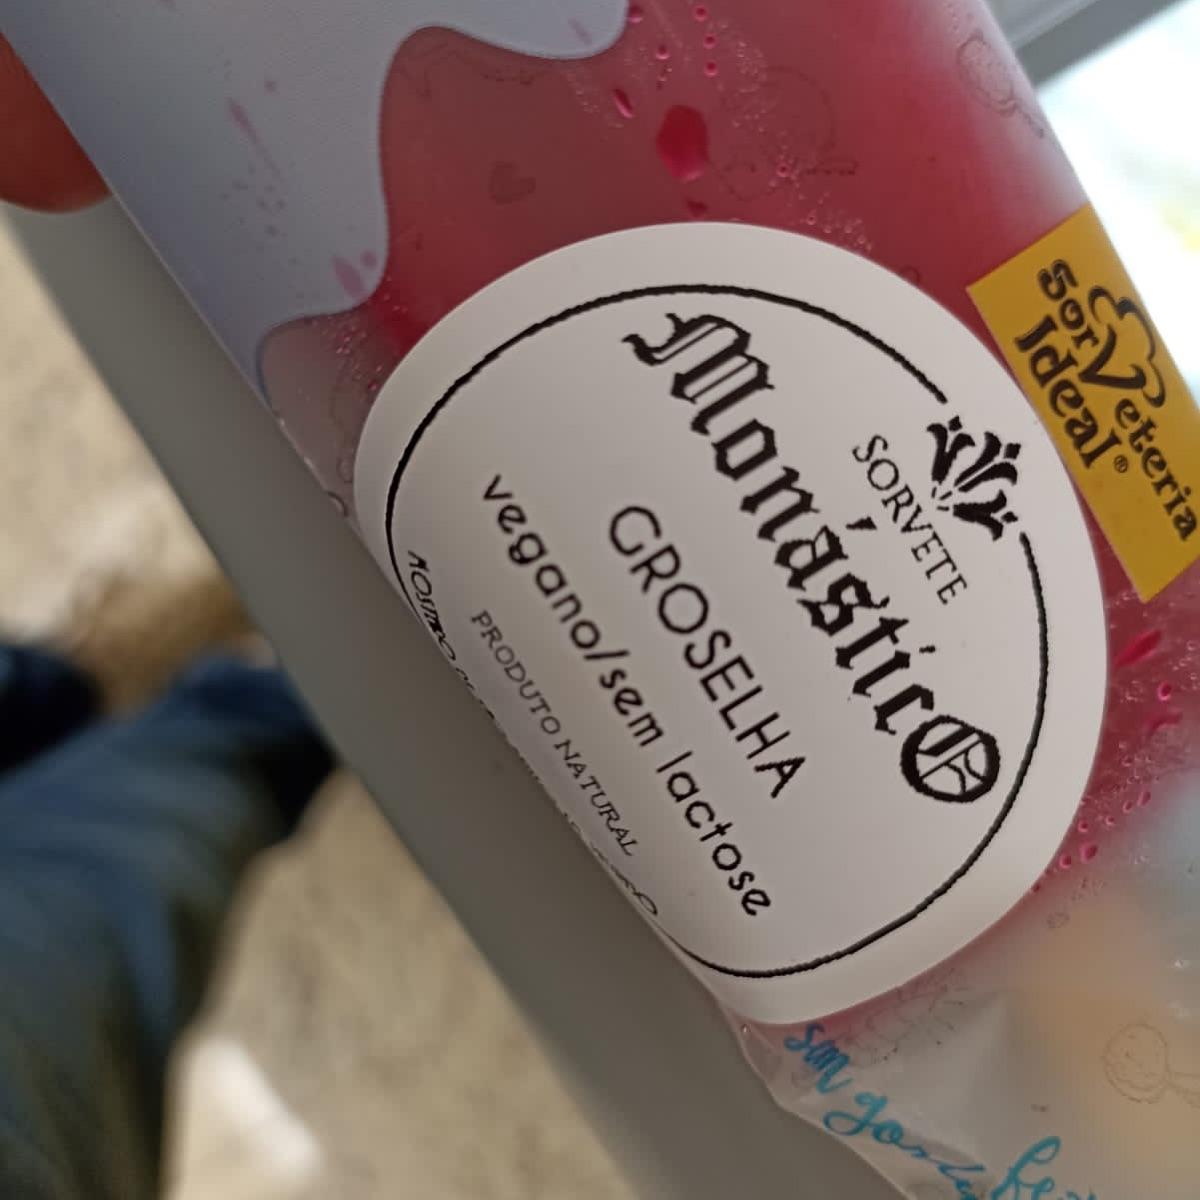 SorVeteria
Ideal®
SORVETE
MonásticO
GROSELHA
vegano/sem lactose
PRODUTO NATURAL